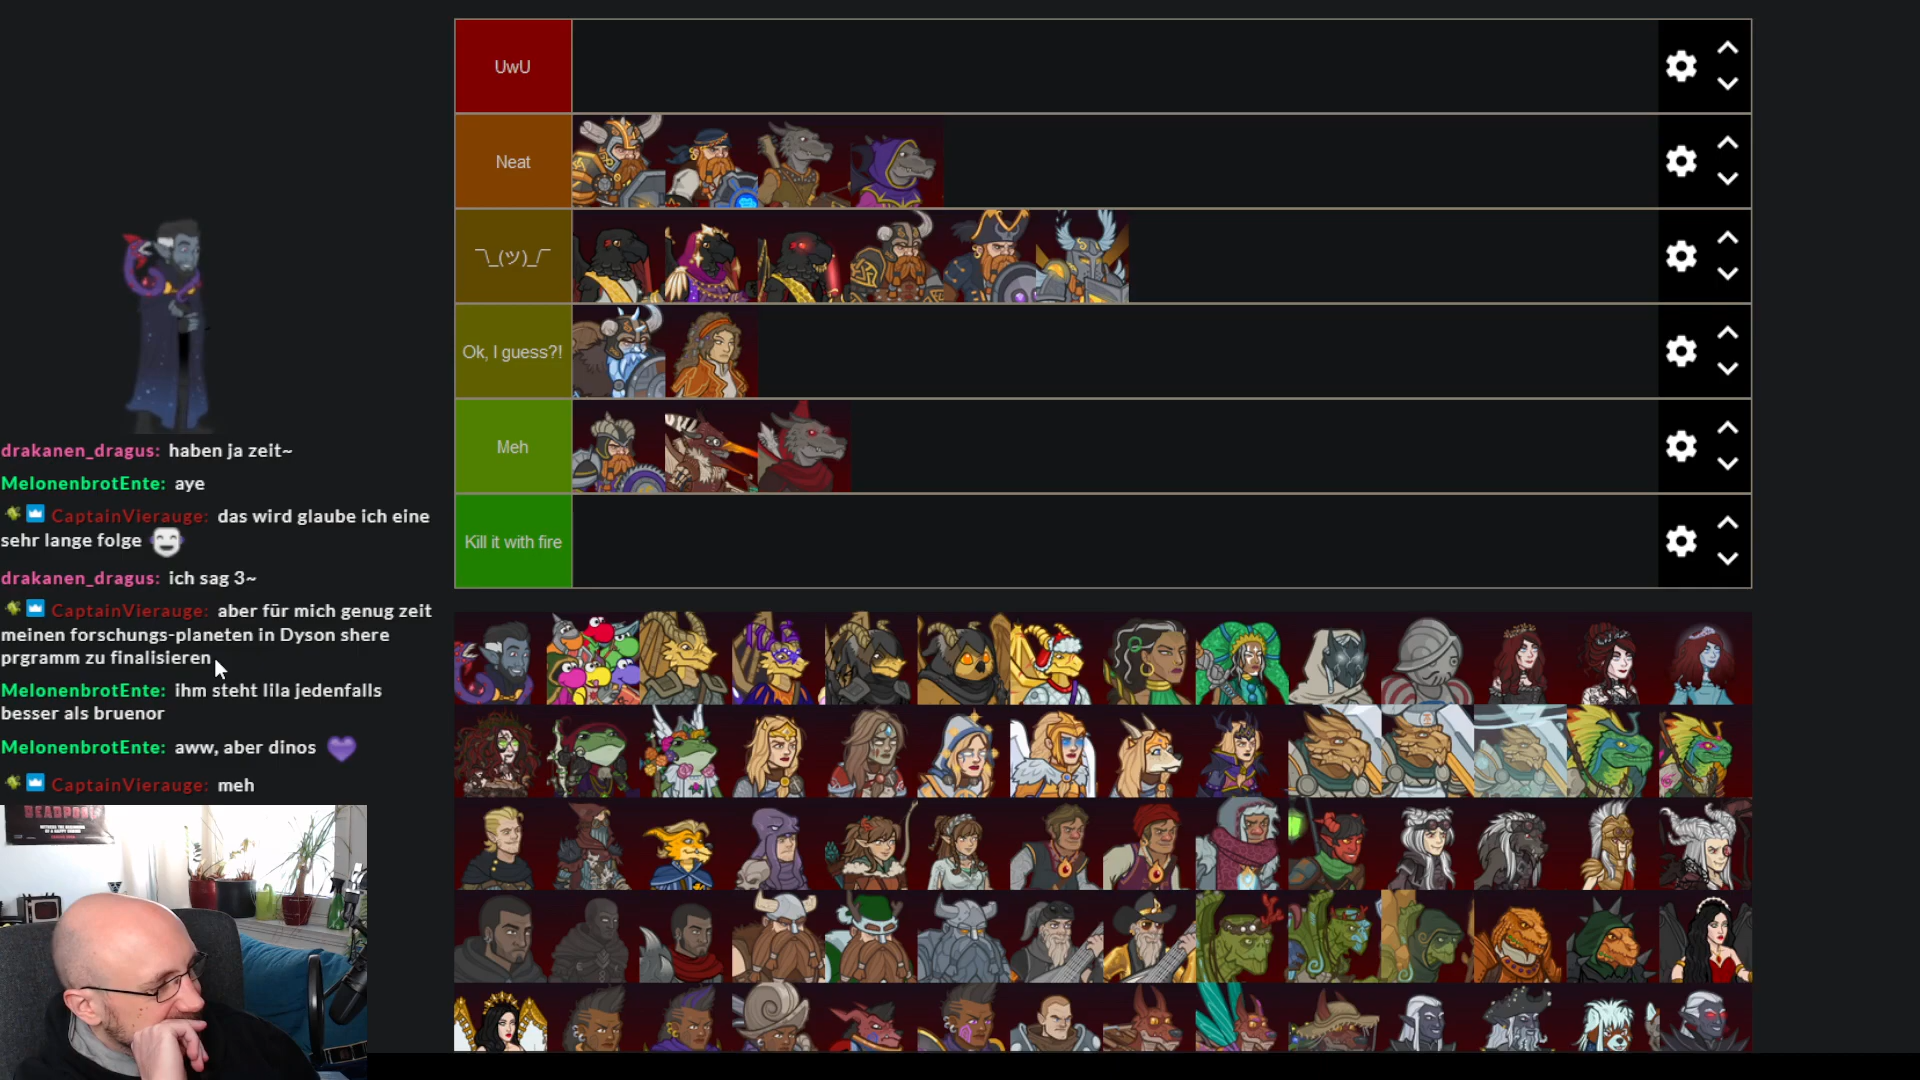 UwU
Neat
¯\_(ツ)_/¯
Ok, I guess?!
Meh
Kill it with fire
drakanen_dragus: haben ja zeit~
MelonenbrotEnte: aye
CaptainVierauge: das wird glaube ich eine
sehr lange folge
drakanen_dragus: ich sag 3~
CaptainVierauge: aber für mich genug zeit
meinen forschungs-planeten in Dyson shere
prgramm zu finalisieren
MelonenbrotEnte: ihm steht lila jedenfalls
besser als bruenor
MelonenbrotEnte: aww, aber dinos
CaptainVierauge: meh
DEADPOOL